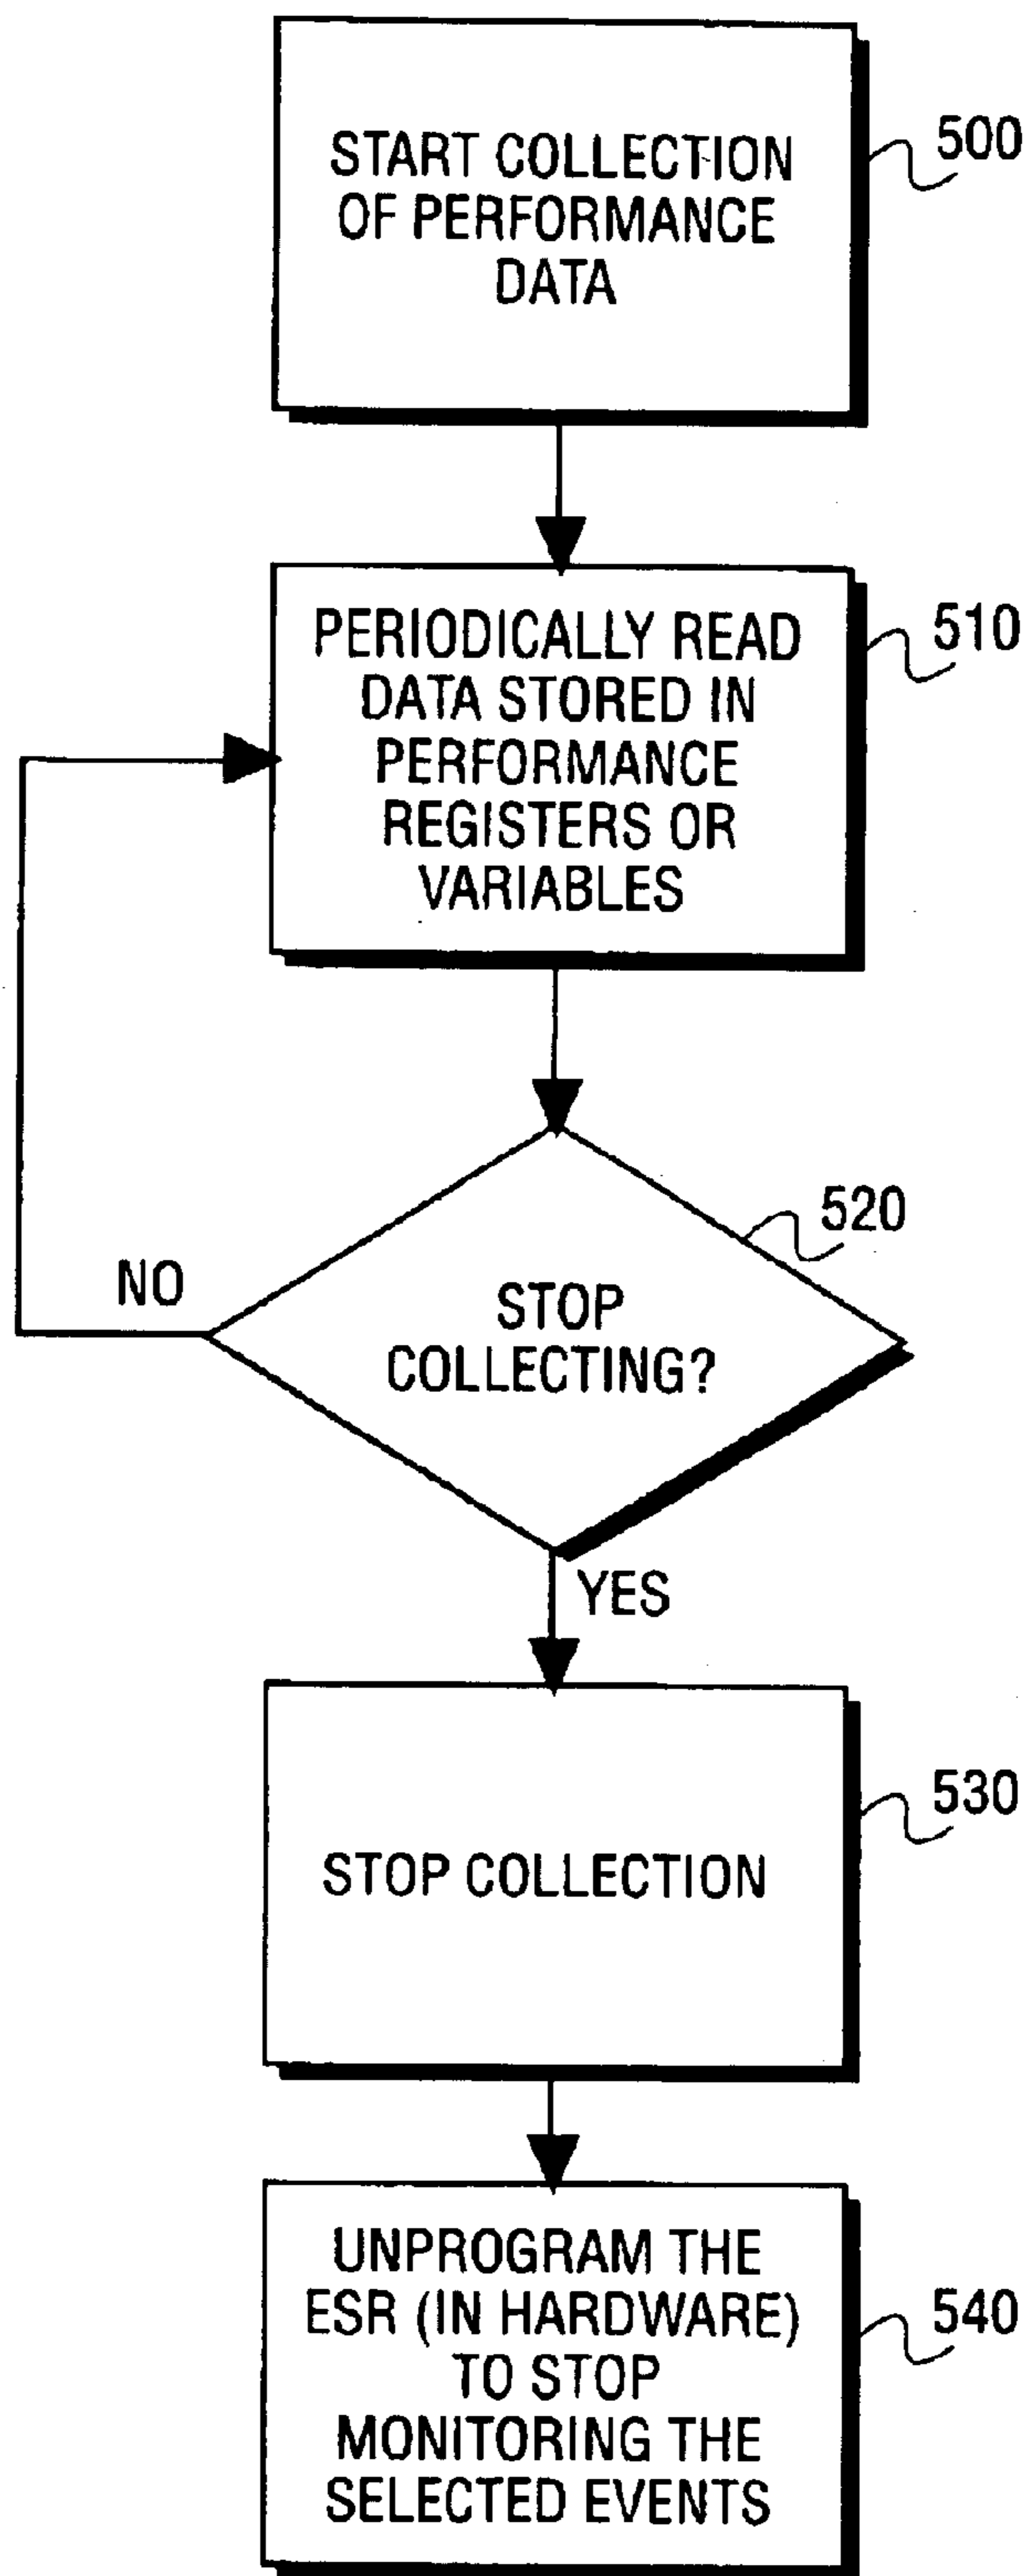 START COLLECTION
OF PERFORMANCE
DATA
500
PERIODICALLY READ
DATA STORED IN
PERFORMANCE
REGISTERS OR
VARIABLES
510
520
NO
STOP
COLLECTING?
YES
530
STOP COLLECTION
UNPROGRAM THE
ESR (IN HARDWARE)
TO STOP
MONITORING THE
SELECTED EVENTS
540